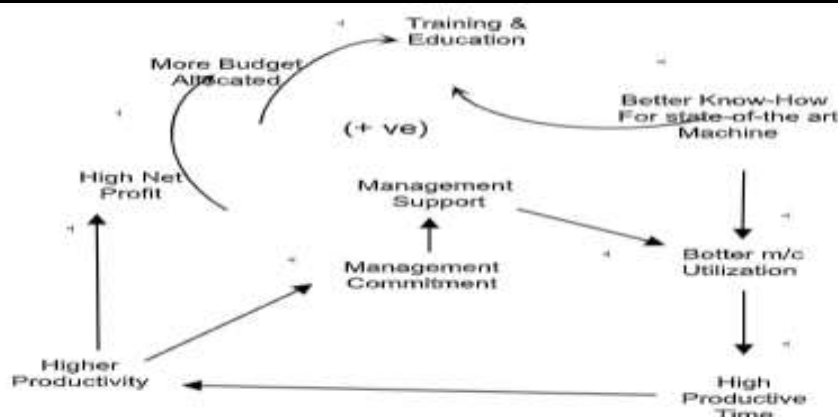 Training &
Education
More Budget
Allocated
Better Know-How
For state-of-the art
Machine
(+ ve)
High Net
Profit
Management
Support
Botter m/c
Utilization
Management
Commitment
Higher
Productivity
High
Productive
Time